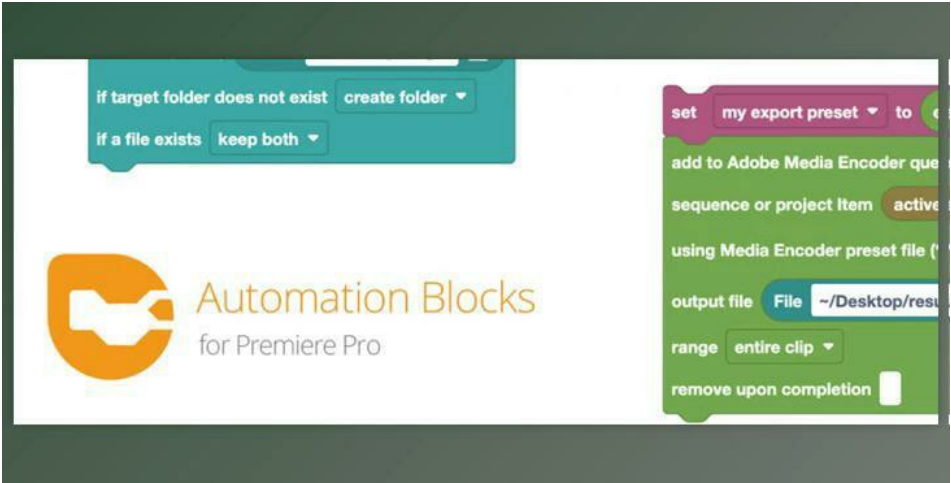 if target folder does not exist create folder
if a file exists keep both
Automation Blocks
for Premiere Pro
set my export preset to
add to Adobe Media Encoder
sequence or project Item active
using Media Encoder preset file (
output file File ~/Desktop/
range entire clip
remove upon completion